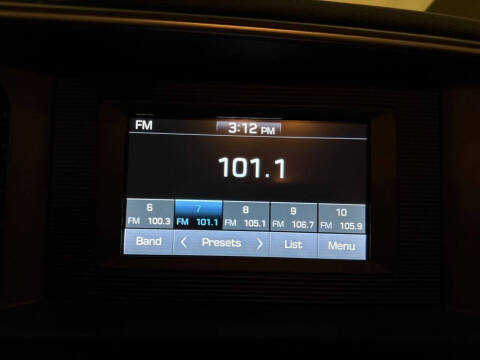 FM 3:12 PM
101.1
6 7 8 9 10
FM 100.3 FM 101.1 FM 105.1 FM 106.7 FM 105.9
Band < Presets > List Menu